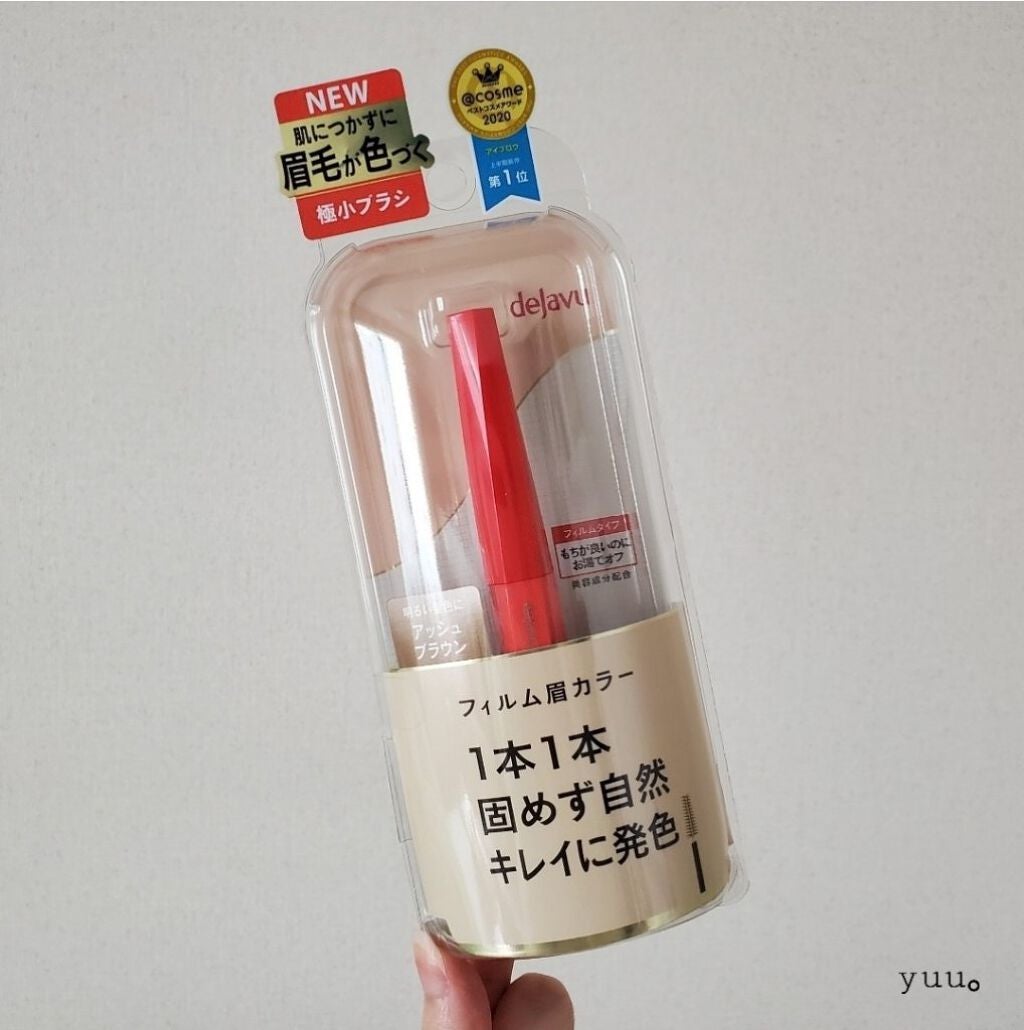 NEW
肌につかずに
眉毛が色づく
極小ブラシ
@cosme
ベストコスメアワード
2020
アイブロウ
第1位
dejavu
フィルムタイプ
もちが良いのに
お湯でオフ
美容成分配合
アッシュ
ブラウン
フィルム眉カラー
1本1本
固めず自然
キレイに発色
yuu。